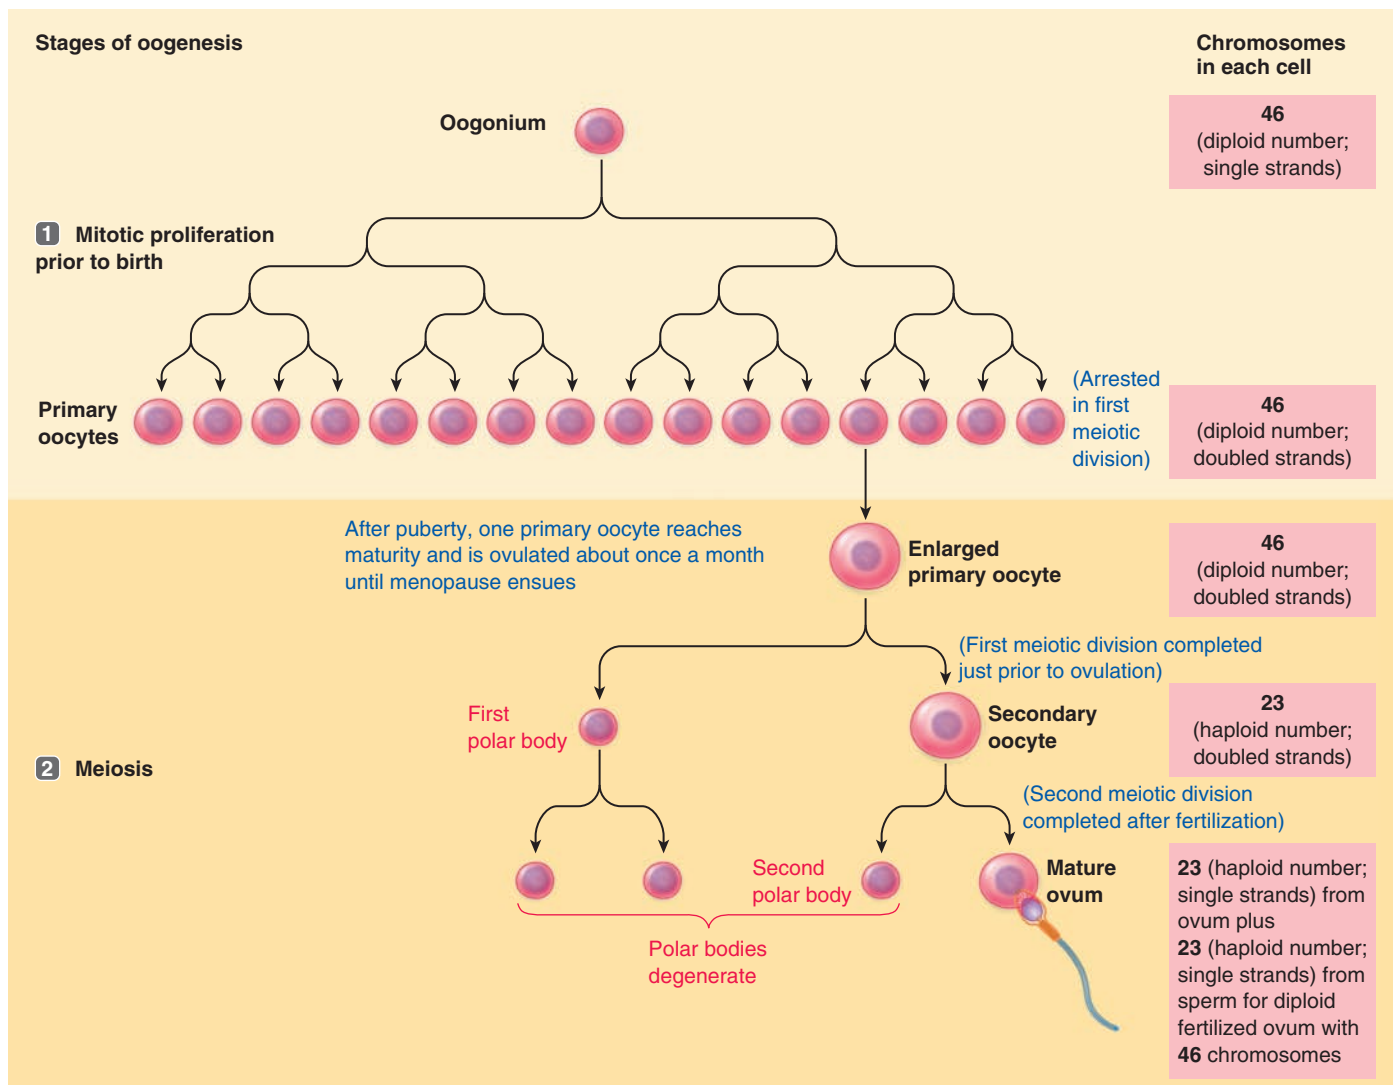 Stages of oogenesis
Chromosomes
in each cell
Oogonium
46
(diploid number;
single strands)
1 Mitotic proliferation
prior to birth
Primary
oocytes
(Arrested
in first
meiotic
division)
46
(diploid number;
doubled strands)
After puberty, one primary oocyte reaches
maturity and is ovulated about once a month
until menopause ensues
Enlarged
primary oocyte
46
(diploid number;
doubled strands)
(First meiotic division completed
just prior to ovulation)
First
polar body
Secondary
oocyte
23
(haploid number;
doubled strands)
2 Meiosis
(Second meiotic division
completed after fertilization)
Second
polar body
Mature
ovum
23 (haploid number;
single strands) from
ovum plus
23 (haploid number;
single strands) from
sperm for diploid
fertilized ovum with
46 chromosomes
Polar bodies
degenerate